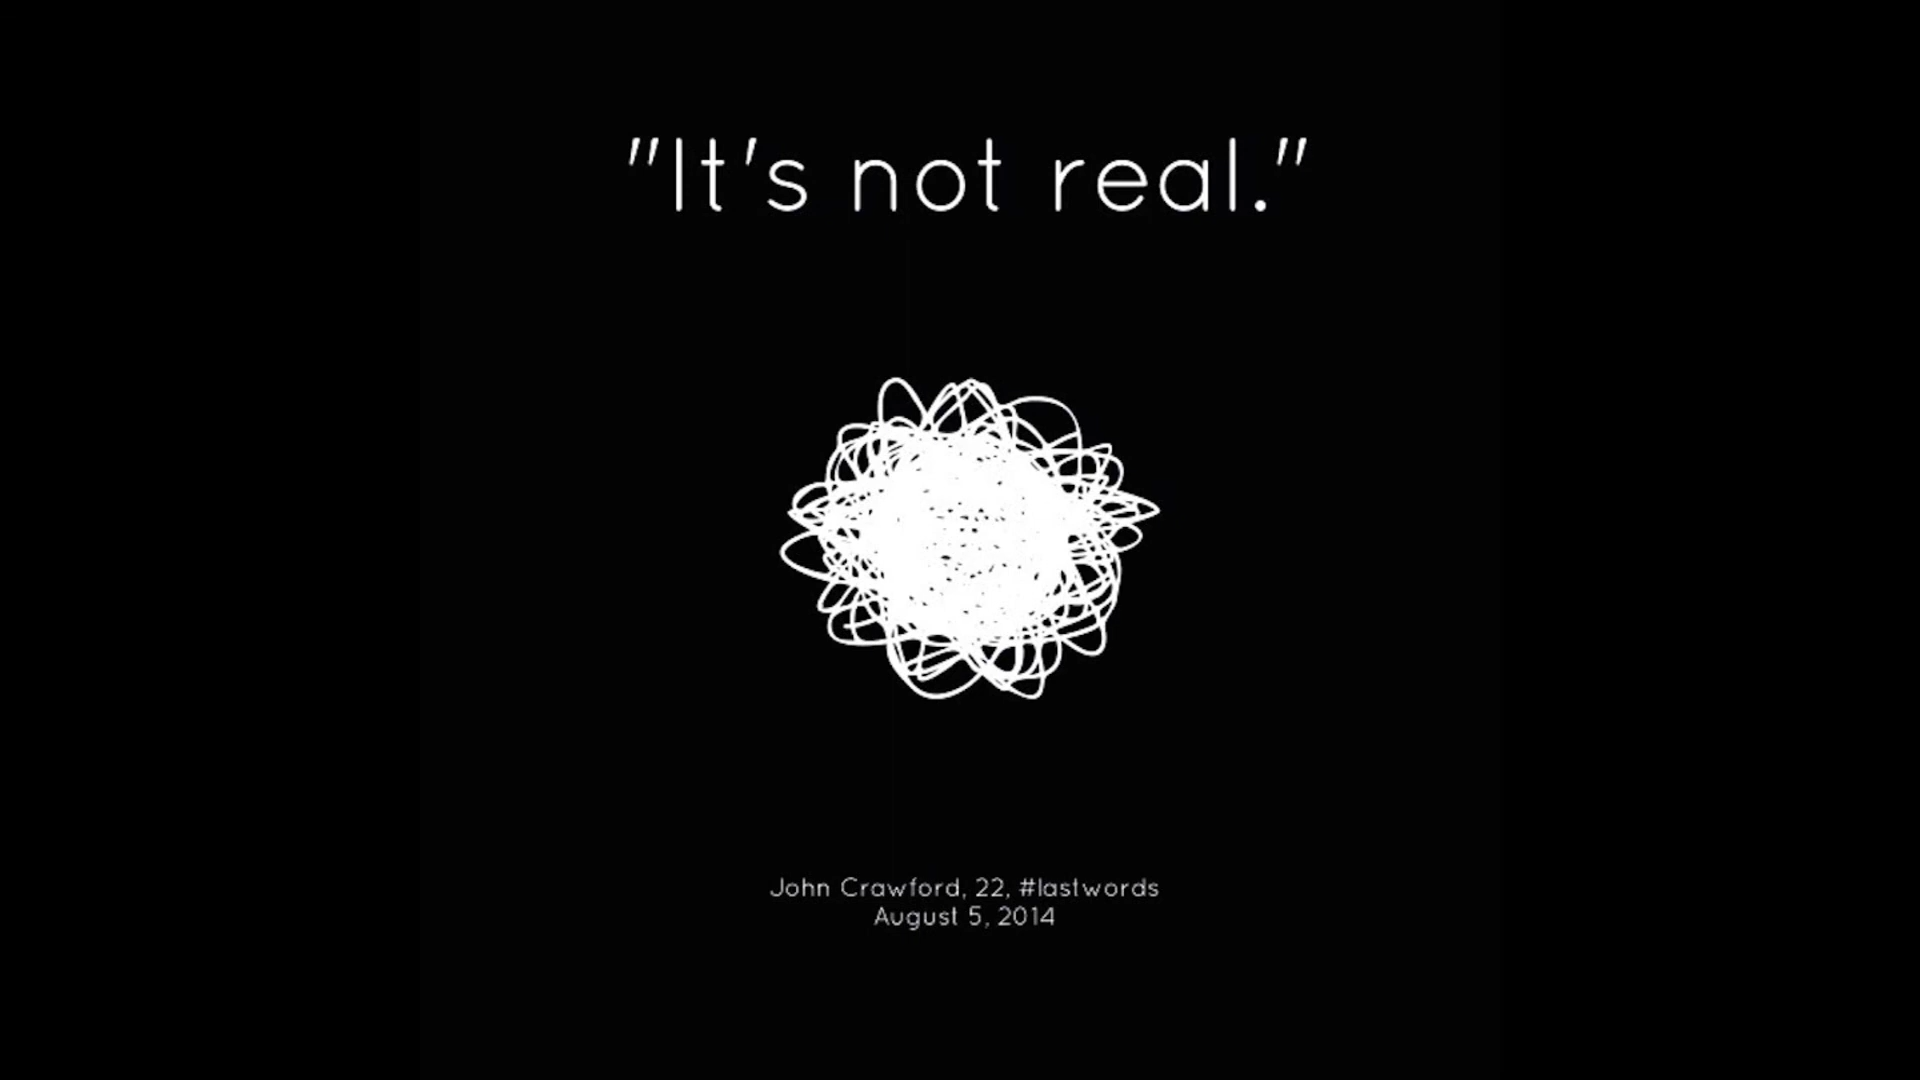 "It's not real."
John Crawford, 22, #lastwords
August 5, 2014